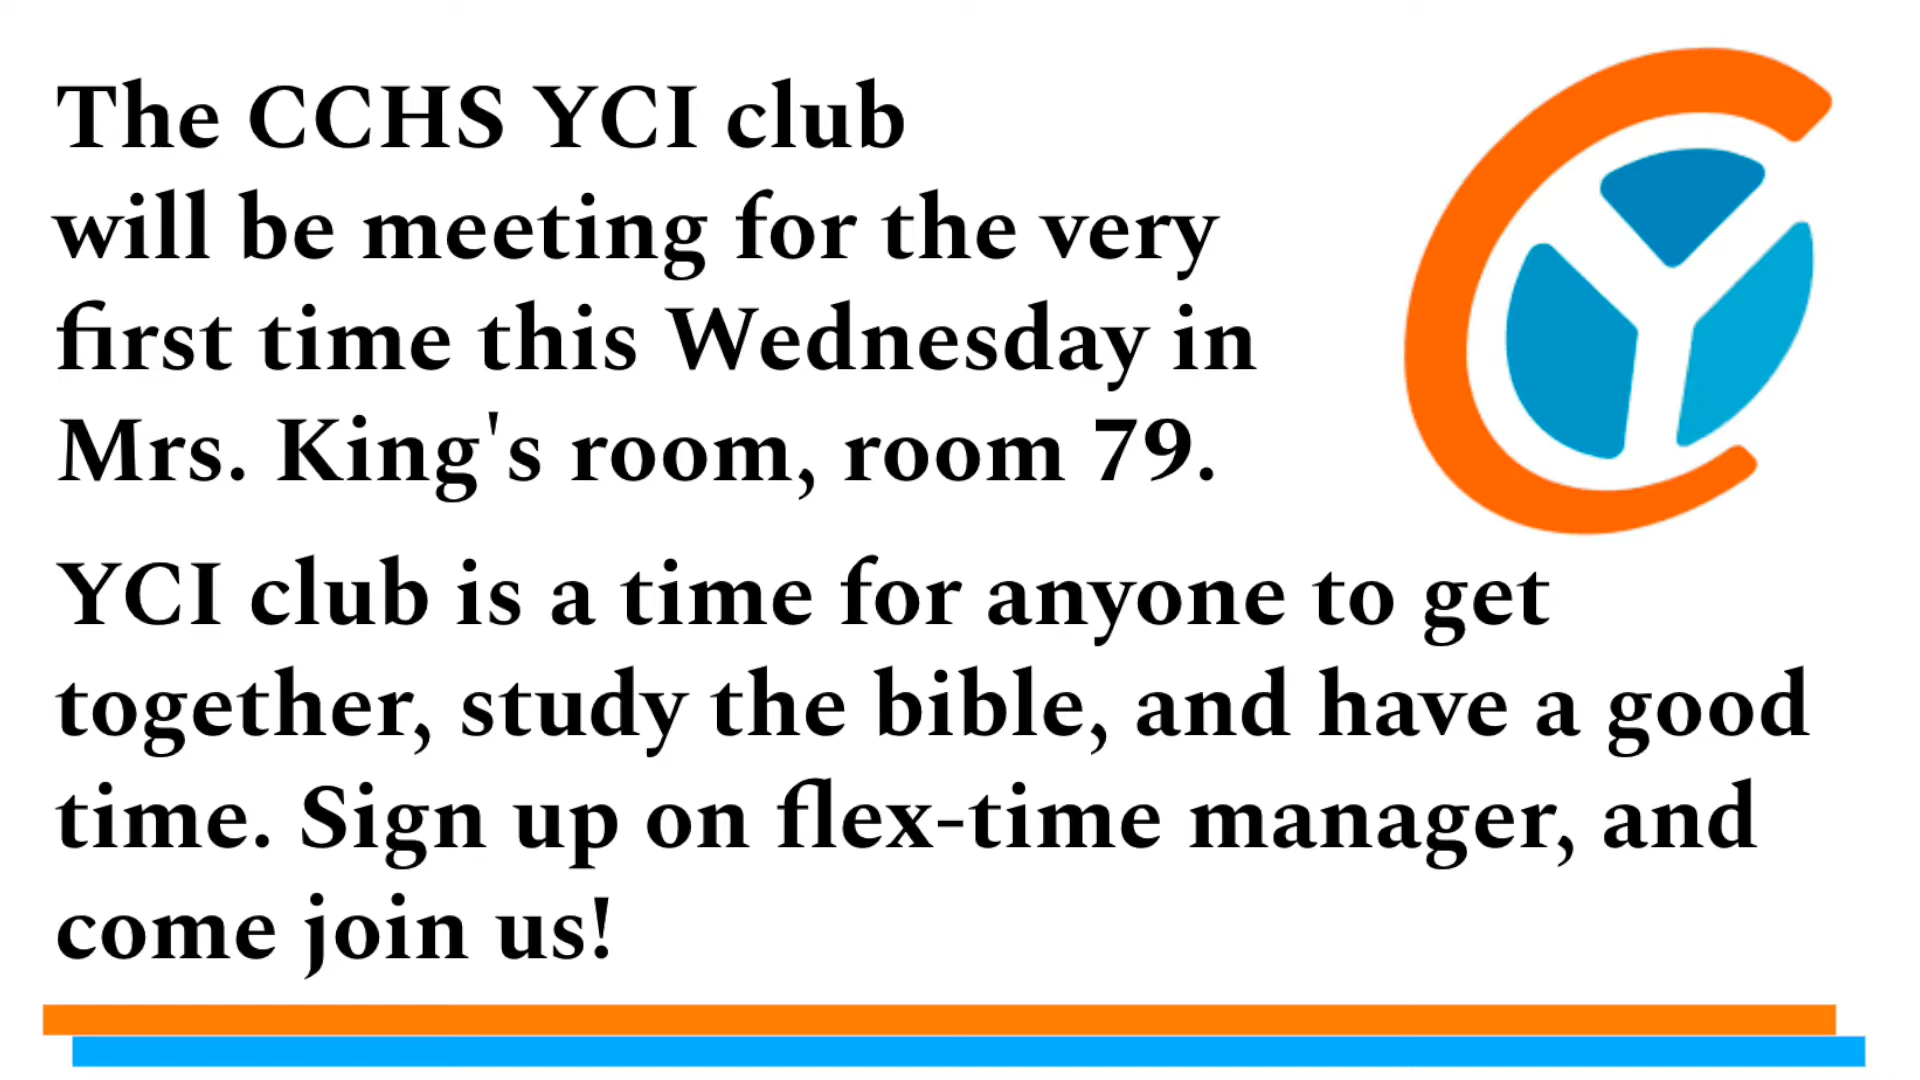 The CCHS YCI club
will be meeting for the very
first time this Wednesday in
Mrs. King's room, room 79.
YCI club is a time for anyone to get
together, study the bible, and have a good
time. Sign up on flex-time manager, and
come join us!